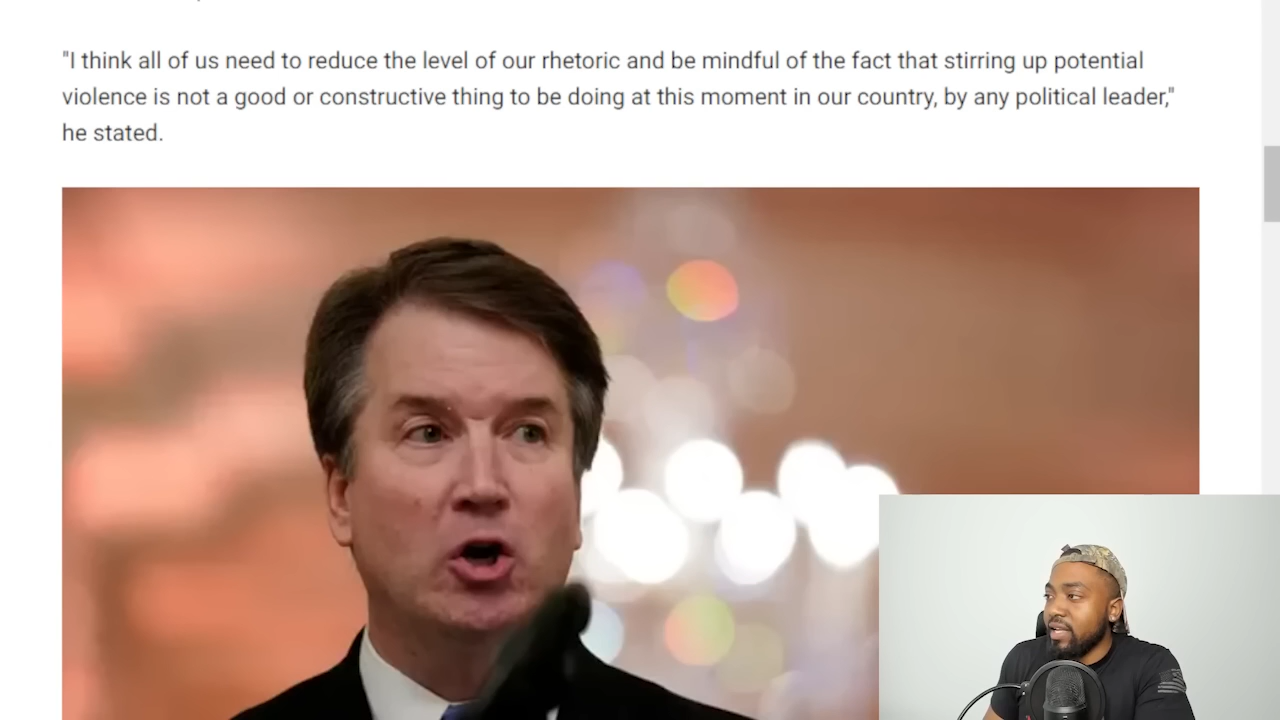 "I think all of us need to reduce the level of our rhetoric and be mindful of the fact that stirring up potential
violence is not a good or constructive thing to be doing at this moment in our country, by any political leader,"
he stated.